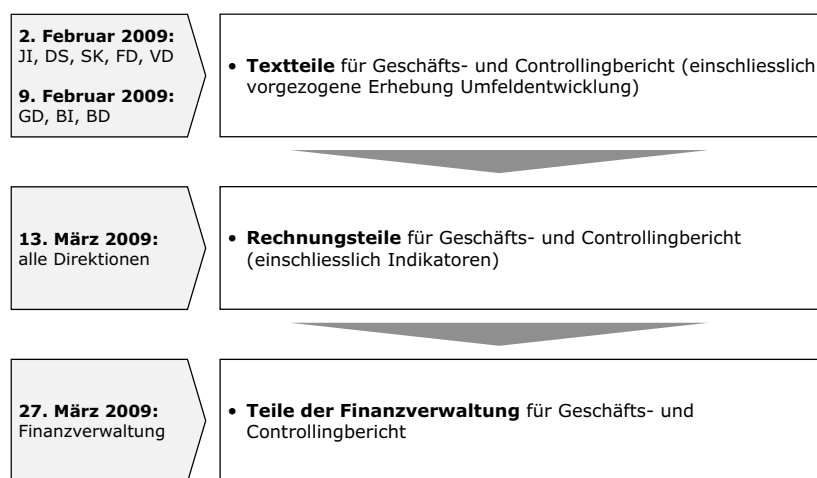 2. Februar 2009:
JI, DS, SK, FD, VD
9. Februar 2009:
GD, BI, BD
• Textteile für Geschäfts- und Controllingbericht (einschliesslich
vorgezogene Erhebung Umfeldentwicklung)
13. März 2009:
alle Direktionen
• Rechnungsteile für Geschäfts- und Controllingbericht
(einschliesslich Indikatoren)
27. März 2009:
Finanzverwaltung
• Teile der Finanzverwaltung für Geschäfts- und
Controllingbericht